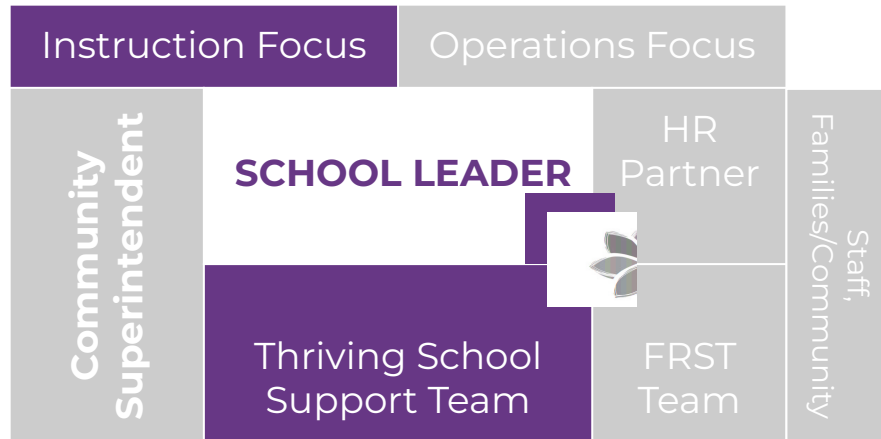 Instruction Focus
Operations Focus
Community
Superintendent
SCHOOL LEADER
HR
Partner
Thriving School
Support Team
FRST
Team
Staff,
Families/Community